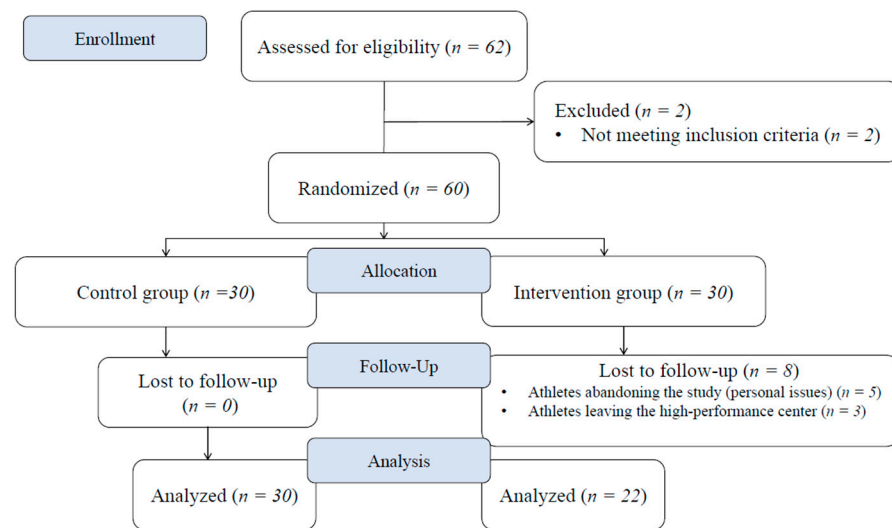 Enrollment
Assessed for eligibility (n = 62)
Excluded (n = 2)
• Not meeting inclusion criteria (n = 2)
Randomized (n = 60)
Allocation
Control group (n =30)
Intervention group (n = 30)
Follow-Up
Lost to follow-up
(n = 0)
Lost to follow-up (n = 8)
• Athletes abandoning the study (personal issues) (n = 5)
• Athletes leaving the high-performance center (n = 3)
Analysis
Analyzed (n = 30)
Analyzed (n = 22)